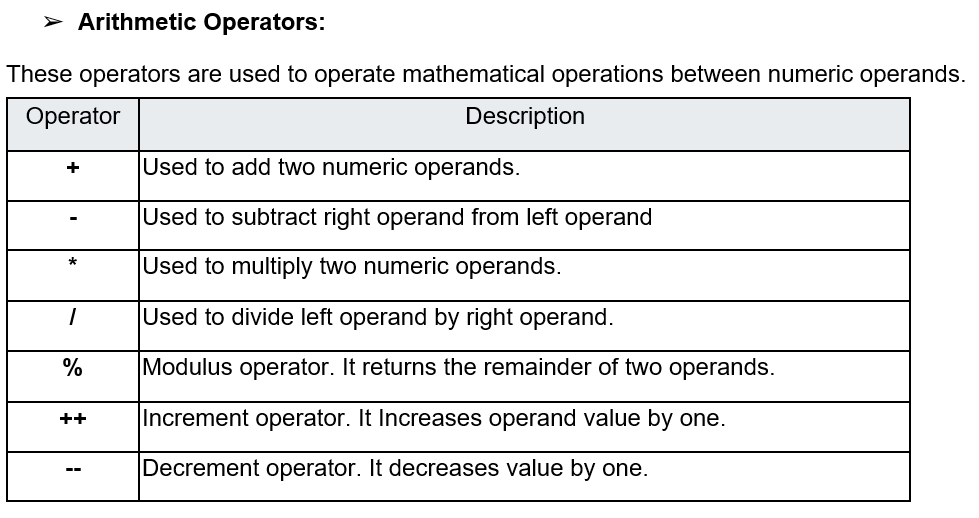 ➢ Arithmetic Operators:
These operators are used to operate mathematical operations between numeric operands.
Operator Description
+ Used to add two numeric operands.
- Used to subtract right operand from left operand
* Used to multiply two numeric operands.
/ Used to divide left operand by right operand.
% Modulus operator. It returns the remainder of two operands.
++ Increment operator. It Increases operand value by one.
-- Decrement operator. It decreases value by one.